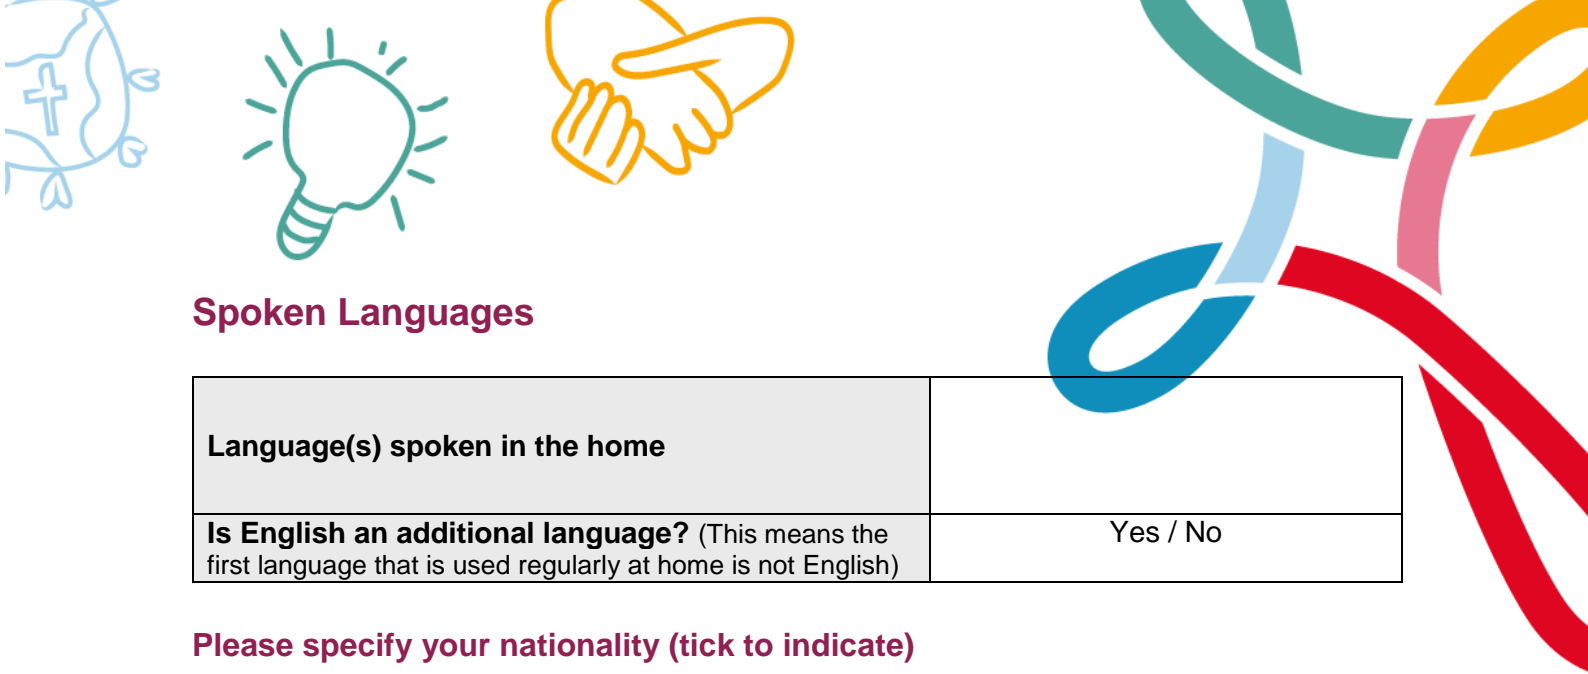 Spoken Languages
Language(s) spoken in the home
Is English an additional language? (This means the
first language that is used regularly at home is not English)
Yes / No
Please specify your nationality (tick to indicate)